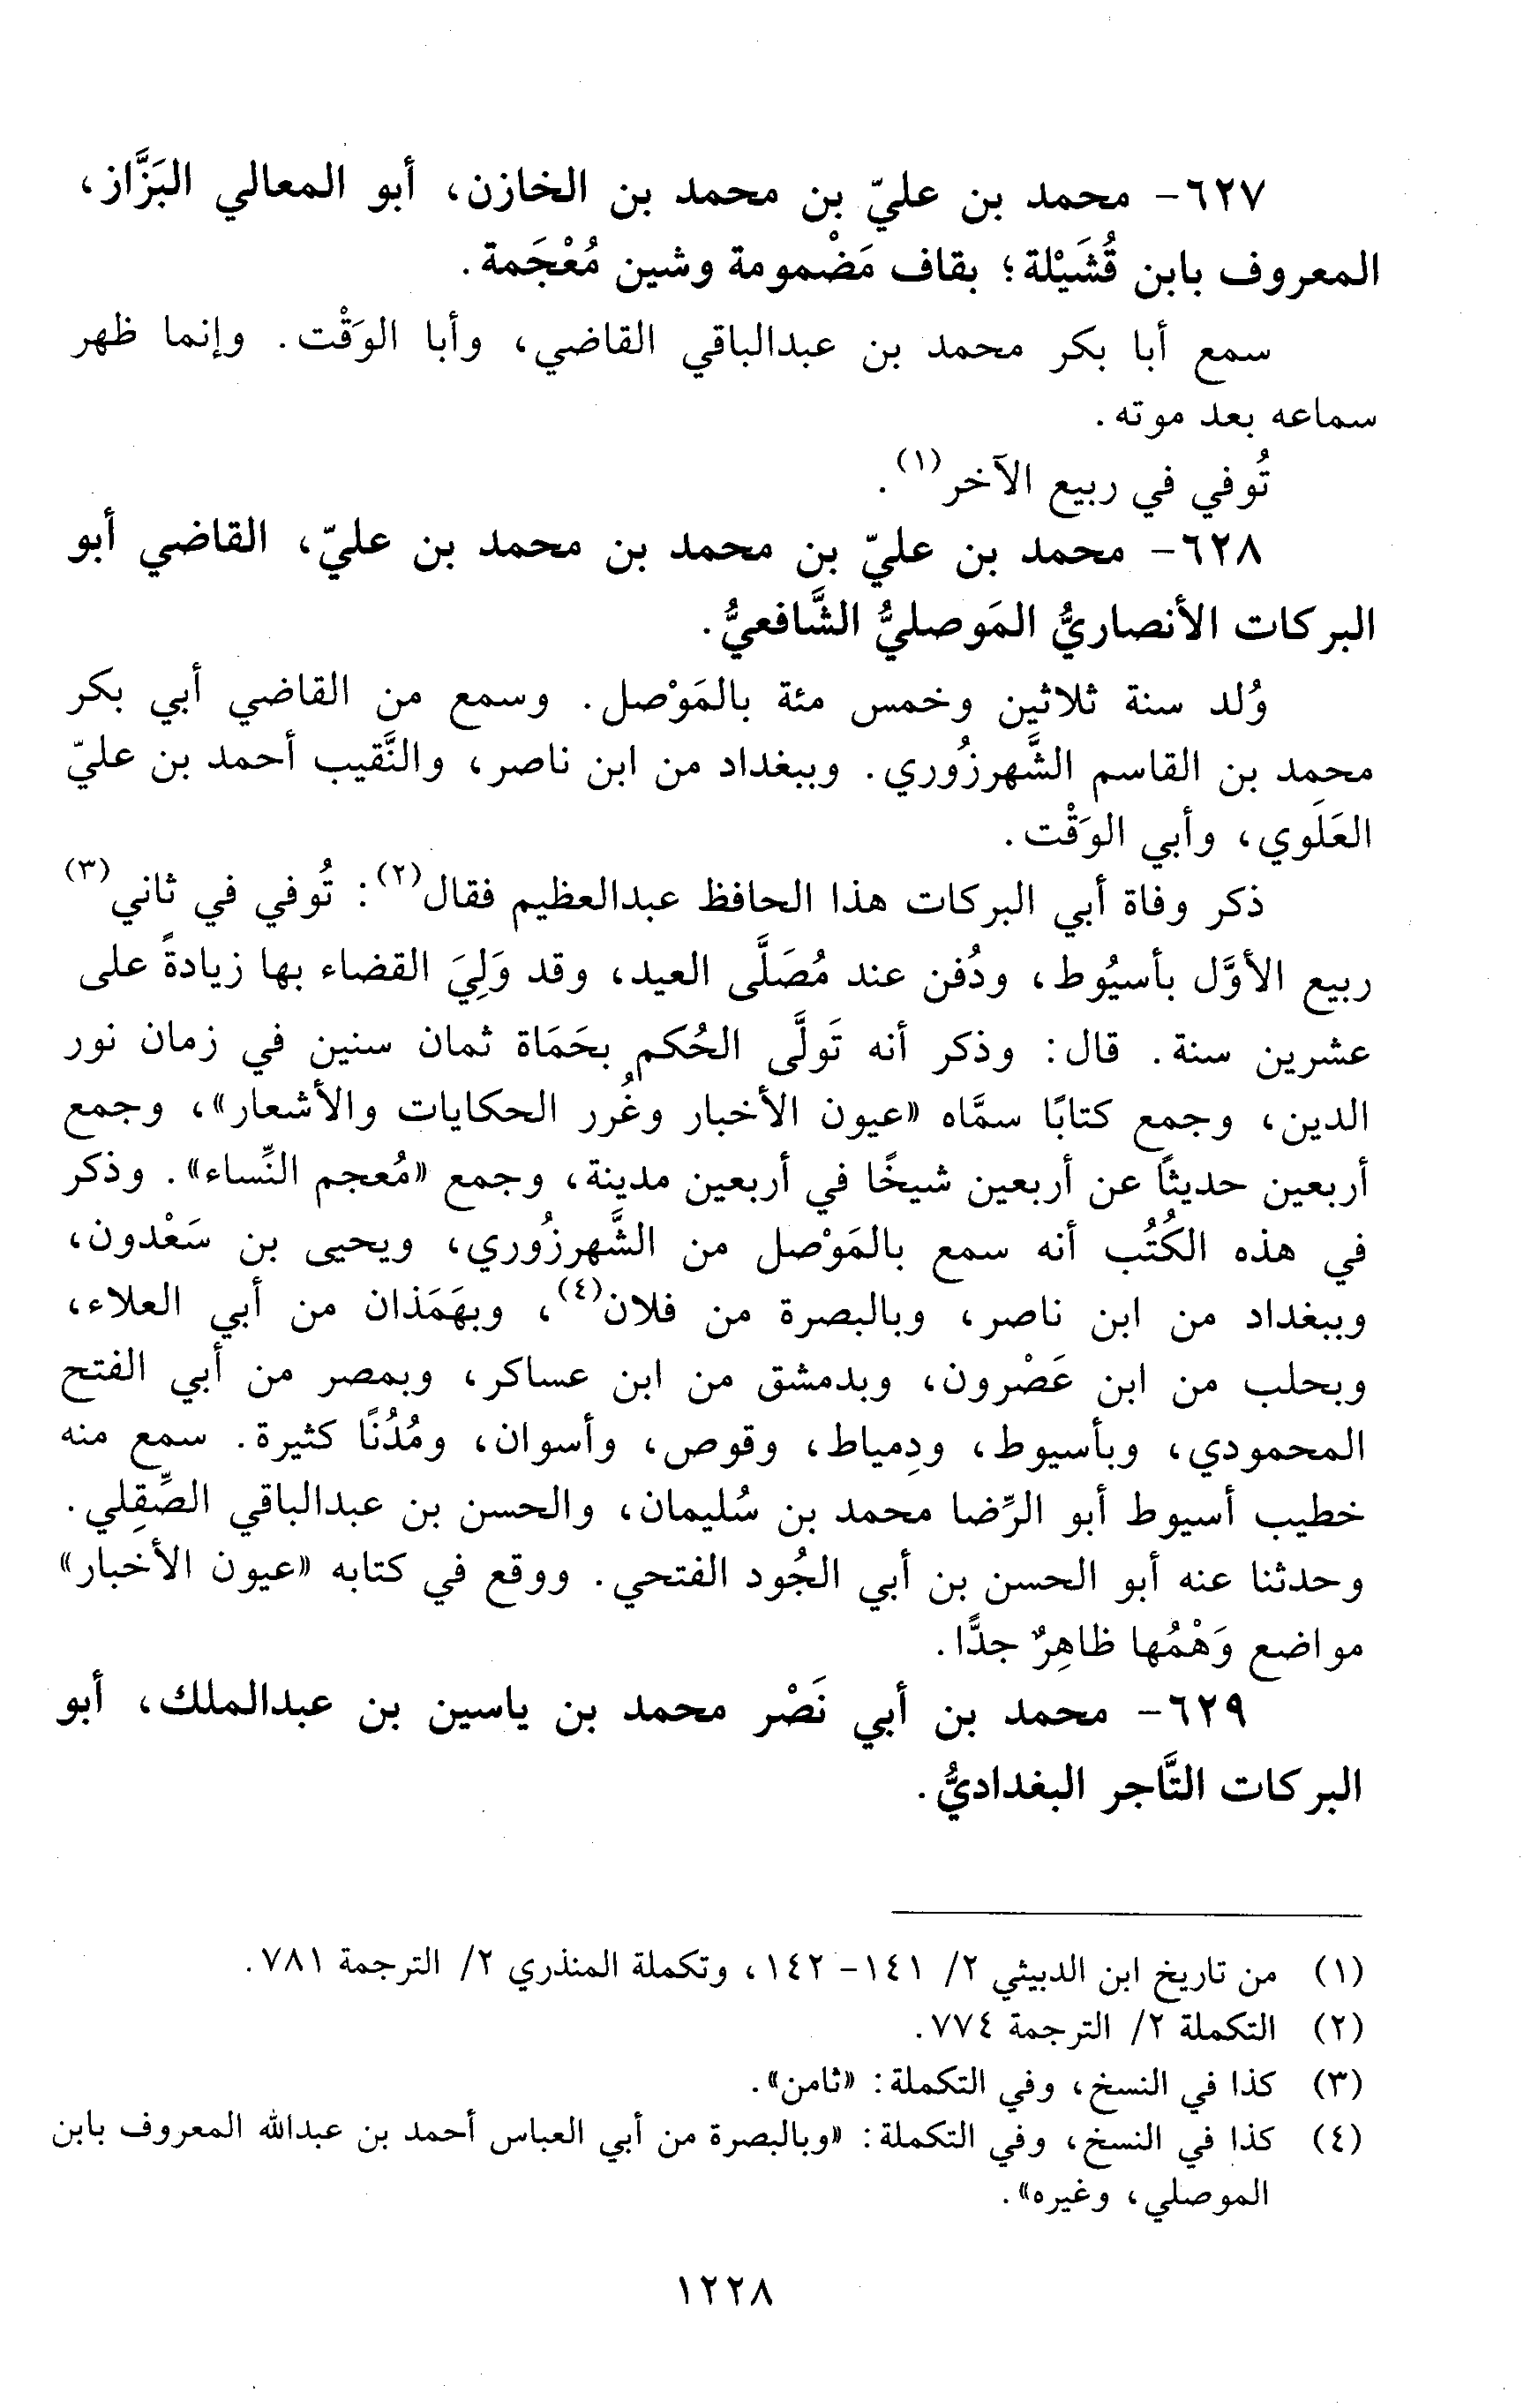 ٦٢٧- محمد بن عليّ بن محمد بن الخازن، أبو المعالي البَزَّاز،
المعروف بابن قُشَيْلة؛ بقاف مَضْمومة وشين مُعْجَمة.
سمع أبا بكر محمد بن عبدالباقي القاضي، وأبا الوَقْت. وإنما ظهر
سماعه بعد موته.
تُوفي في ربيع الآخر(١).
٦٢٨- محمد بن عليّ بن محمد بن محمد بن عليّ، القاضي أبو
البركات الأنصاريُّ المَوصليُّ الشَّافعيُّ.
وُلد سنة ثلاثين وخمس مئة بالمَوْصل. وسمع من القاضي أبي بكر
محمد بن القاسم الشَّهرزُوري. وببغداد من ابن ناصر، والنَّقيب أحمد بن عليّ
العَلَوي، وأبي الوَقْت.
ذكر وفاة أبي البركات هذا الحافظ عبدالعظيم فقال(٢): تُوفي في ثاني(٣)
ربيع الأوَّل بأسيُوط، ودُفن عند مُصَلَّى العيد، وقد وَلِيَ القضاء بها زيادةً على
عشرين سنة. قال: وذكر أنه تَولَّى الحُكم بحَمَاة ثمان سنين في زمان نور
الدين، وجمع كتابًا سمَّاه «عيون الأخبار وغُرر الحكايات والأشعار»، وجمع
أربعين حديثًا عن أربعين شيخًا في أربعين مدينة، وجمع «مُعجم النِّساء». وذكر
في هذه الكُتُب أنه سمع بالمَوْصل من الشَّهرزُوري، ويحيى بن سَعْدون،
وببغداد من ابن ناصر، وبالبصرة من فلان(٤)، وبهَمَذان من أبي العلاء،
وبحلب من ابن عَصْرون، وبدمشق من ابن عساكر، وبمصر من أبي الفتح
المحمودي، وبأسيوط، ودِمياط، وقوص، وأسوان، ومُدُنًا كثيرة. سمع منه
خطيب أسيوط أبو الرِّضا محمد بن سُليمان، والحسن بن عبدالباقي الصِّقِلي.
وحدثنا عنه أبو الحسن بن أبي الجُود الفتحي. ووقع في كتابه «عيون الأخبار»
مواضع وَهْمُها ظاهِرٌ جدًّا.
٦٢٩- محمد بن أبي نَصْر محمد بن ياسين بن عبدالملك، أبو
البركات التَّاجر البغداديُّ.
(١) من تاريخ ابن الدبيثي ٢/ ١٤١- ١٤٢، وتكملة المنذري ٢/ الترجمة ٧٨١.
(٢) التكملة ٢/ الترجمة ٧٧٤.
(٣) كذا في النسخ، وفي التكملة: «ثامن».
(٤) كذا في النسخ، وفي التكملة: «وبالبصرة من أبي العباس أحمد بن عبدالله المعروف بابن
الموصلي، وغيره».
١٢٢٨